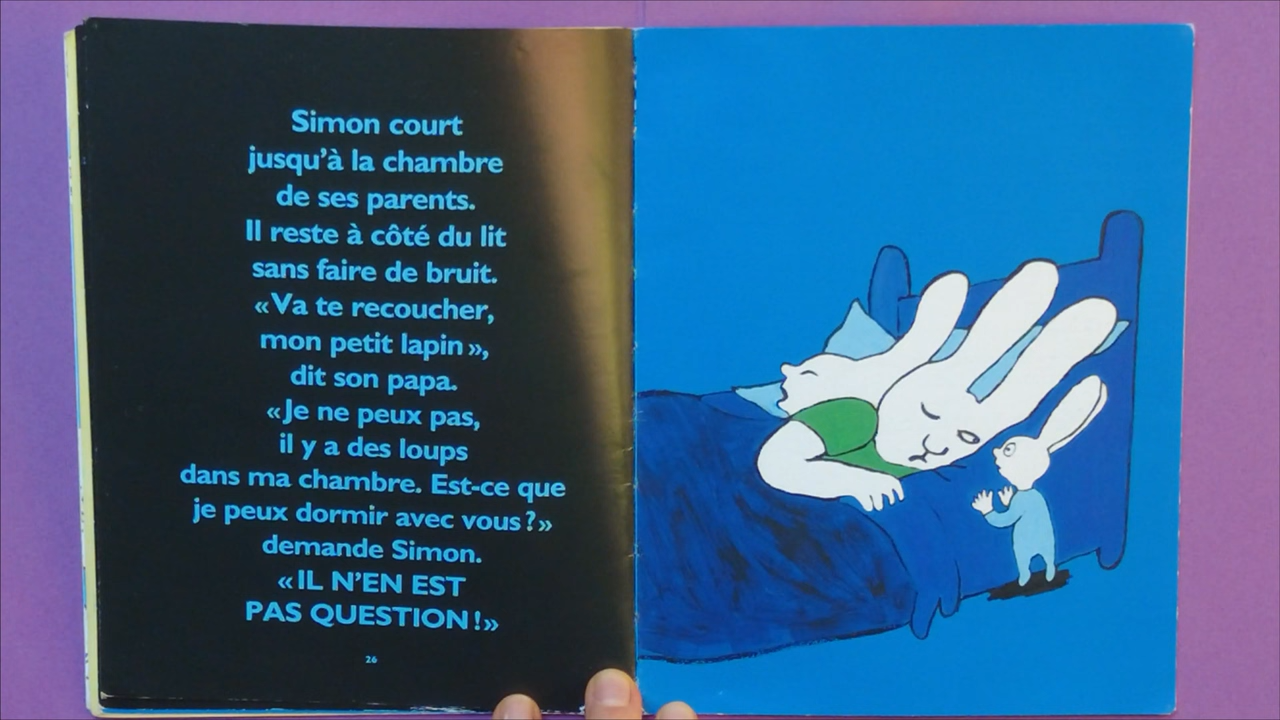 Simon court
jusqu'à la chambre
de ses parents.
Il reste à côté du lit
sans faire de bruit.
«Va te recoucher,
mon petit lapin»,
dit son papa.
«Je ne peux pas,
il y a des loups
dans ma chambre. Est-ce que
je peux dormir avec vous?»
demande Simon.
«IL N'EN EST
PAS QUESTION!»
26